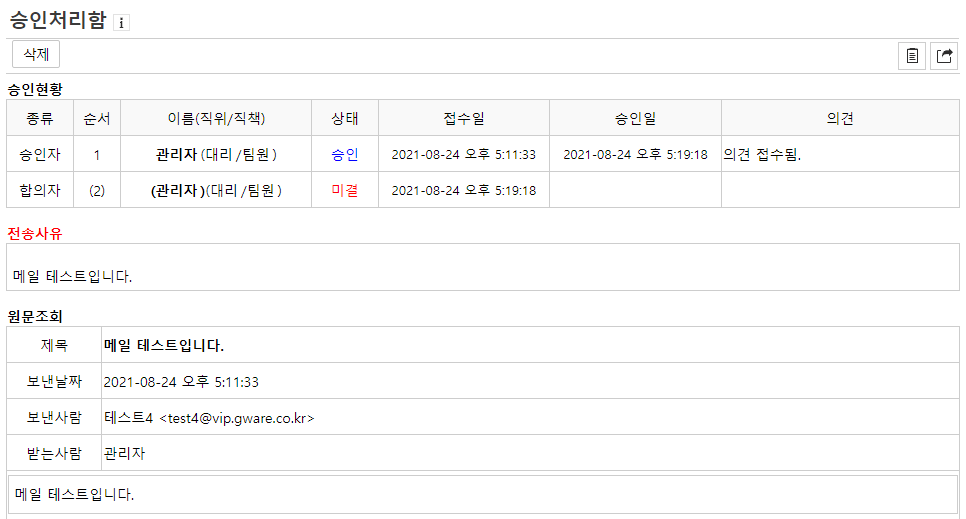 승인처리함 i
삭제
승인현황
종류 순서 이름(직위/직책) 상태 접수일 승인일 의견
승인자 1 관리자 (대리 /팀원 ) 승인 2021-08-24 오후 5:11:33 2021-08-24 오후 5:19:18 의견 접수됨.
합의자 (2) (관리자 )(대리 /팀원 ) 미결 2021-08-24 오후 5:19:18
전송사유
메일 테스트입니다.
원문조회
제목 메일 테스트입니다.
보낸날짜 2021-08-24 오후 5:11:33
보낸사람 테스트4 <test4@vip.gware.co.kr>
받는사람 관리자
메일 테스트입니다.